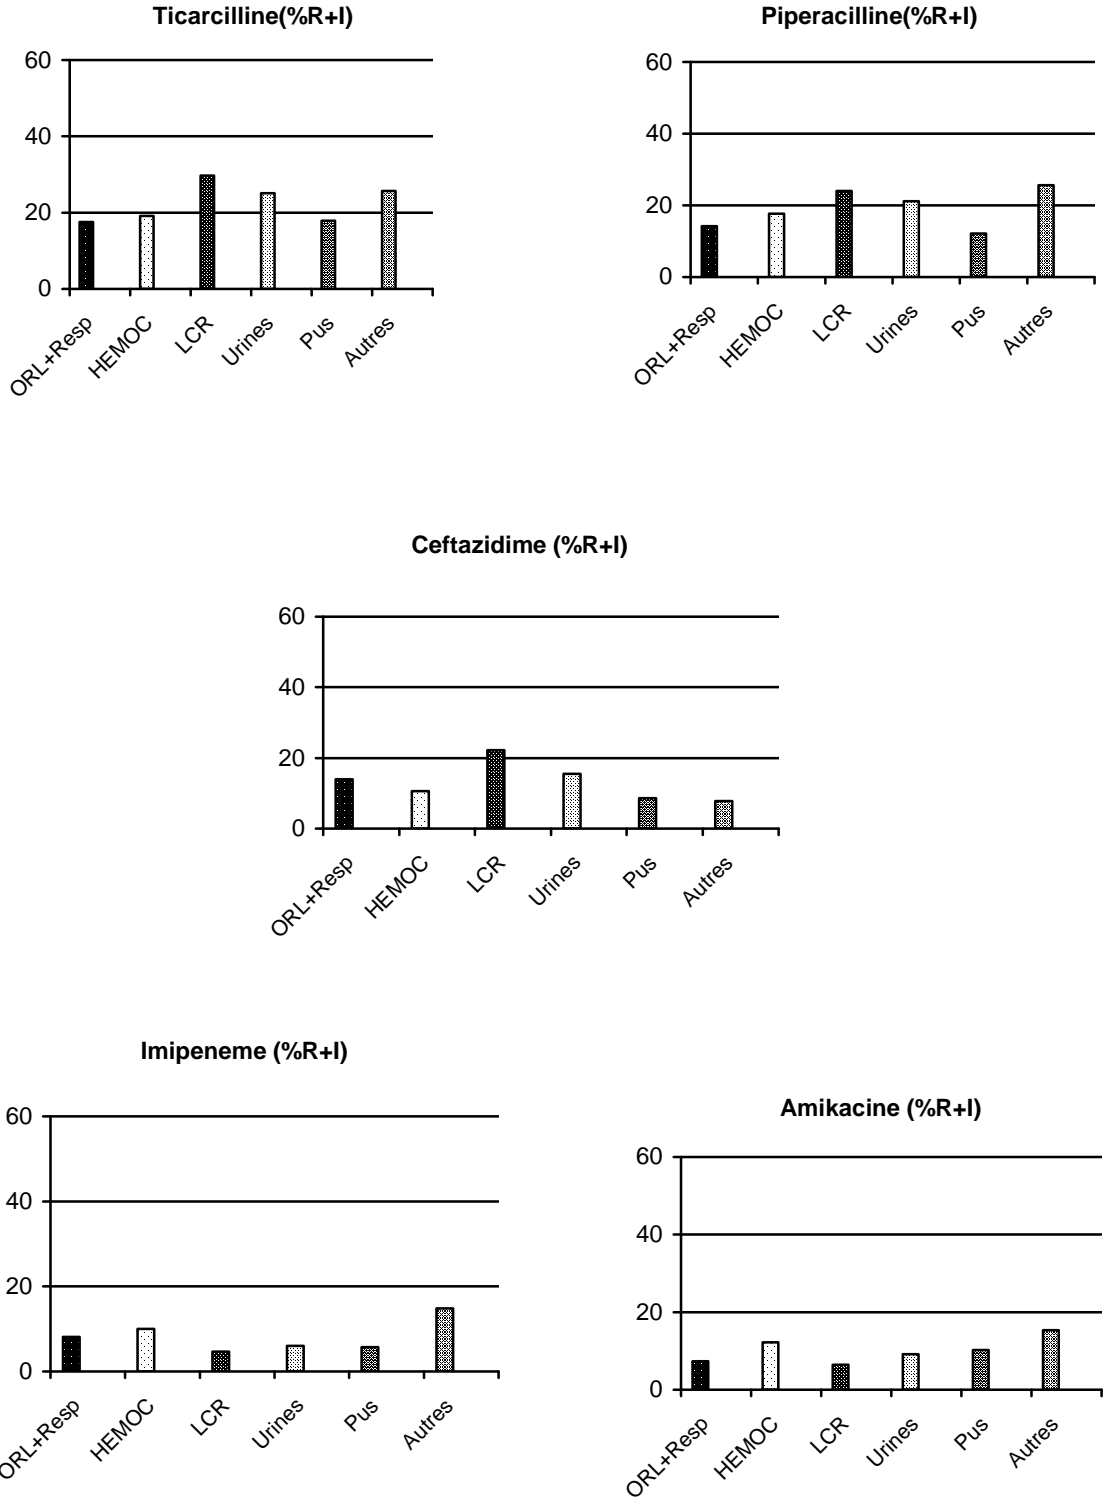 Ticarcilline(%R+I)
60
40
20
0
ORL+Resp
HEMOC
LCR
Urines
Pus
Autres
Piperacilline(%R+I)
60
40
20
0
ORL+Resp
HEMOC
LCR
Urines
Pus
Autres
Ceftazidime (%R+I)
60
40
20
0
ORL+Resp
HEMOC
LCR
Urines
Pus
Autres
Imipeneme (%R+I)
60
40
20
0
ORL+Resp
HEMOC
LCR
Urines
Pus
Autres
Amikacine (%R+I)
60
40
20
0
ORL+Resp
HEMOC
LCR
Urines
Pus
Autres